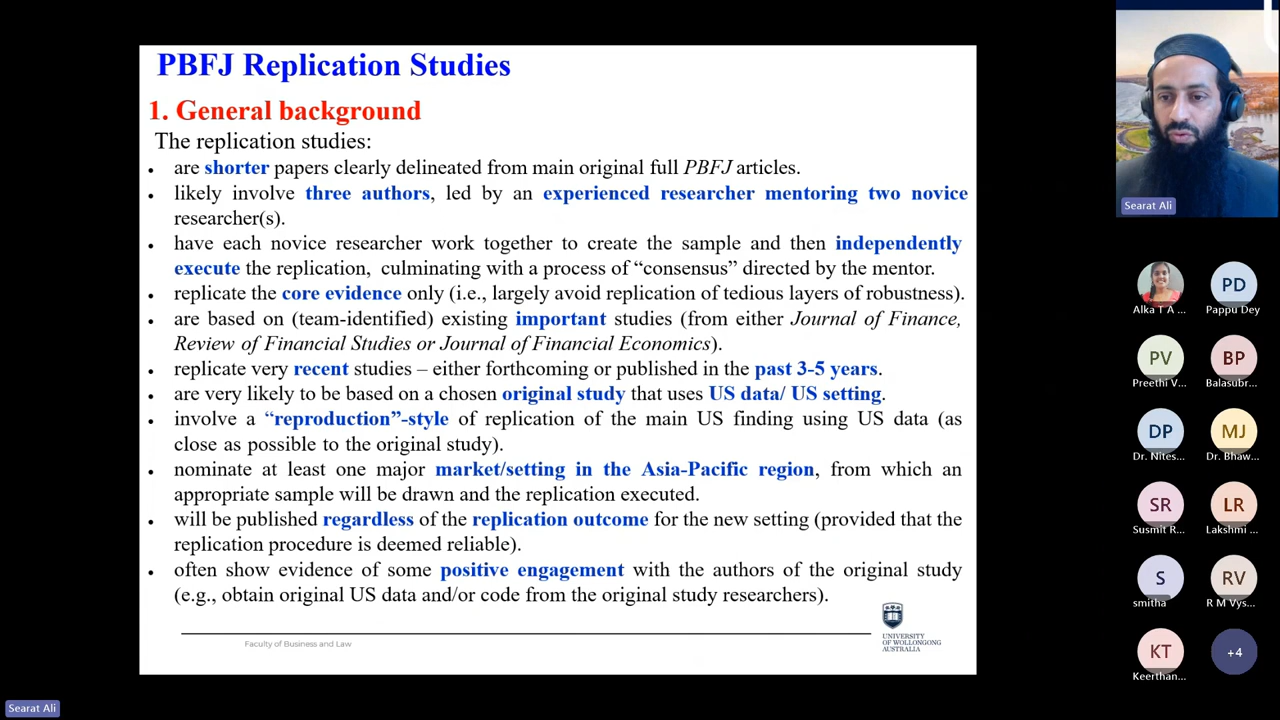 PBFJ Replication Studies
1. General background
The replication studies:
• are shorter papers clearly delineated from main original full PBFJ articles.
• likely involve three authors, led by an experienced researcher mentoring two novice
researcher(s).
• have each novice researcher work together to create the sample and then independently
execute the replication, culminating with a process of “consensus” directed by the mentor.
• replicate the core evidence only (i.e., largely avoid replication of tedious layers of robustness).
• are based on (team-identified) existing important studies (from either Journal of Finance,
Review of Financial Studies or Journal of Financial Economics).
• replicate very recent studies – either forthcoming or published in the past 3-5 years.
• are very likely to be based on a chosen original study that uses US data/ US setting.
• involve a “reproduction”-style of replication of the main US finding using US data (as
close as possible to the original study).
• nominate at least one major market/setting in the Asia-Pacific region, from which an
appropriate sample will be drawn and the replication executed.
• will be published regardless of the replication outcome for the new setting (provided that the
replication procedure is deemed reliable).
• often show evidence of some positive engagement with the authors of the original study
(e.g., obtain original US data and/or code from the original study researchers).
Faculty of Business and Law
UNIVERSITY
OF WOLLONGONG
AUSTRALIA
Searat Ali
Searat Ali
PD
Alka T A ...
Pappu Dey
PV
BP
Preethi V...
Balasubr...
DP
MJ
Dr. Nites...
Dr. Bhaw...
SR
LR
Susmit R...
Lakshmi ...
S
RV
smitha
R M Vys...
KT
+4
Keerthan...